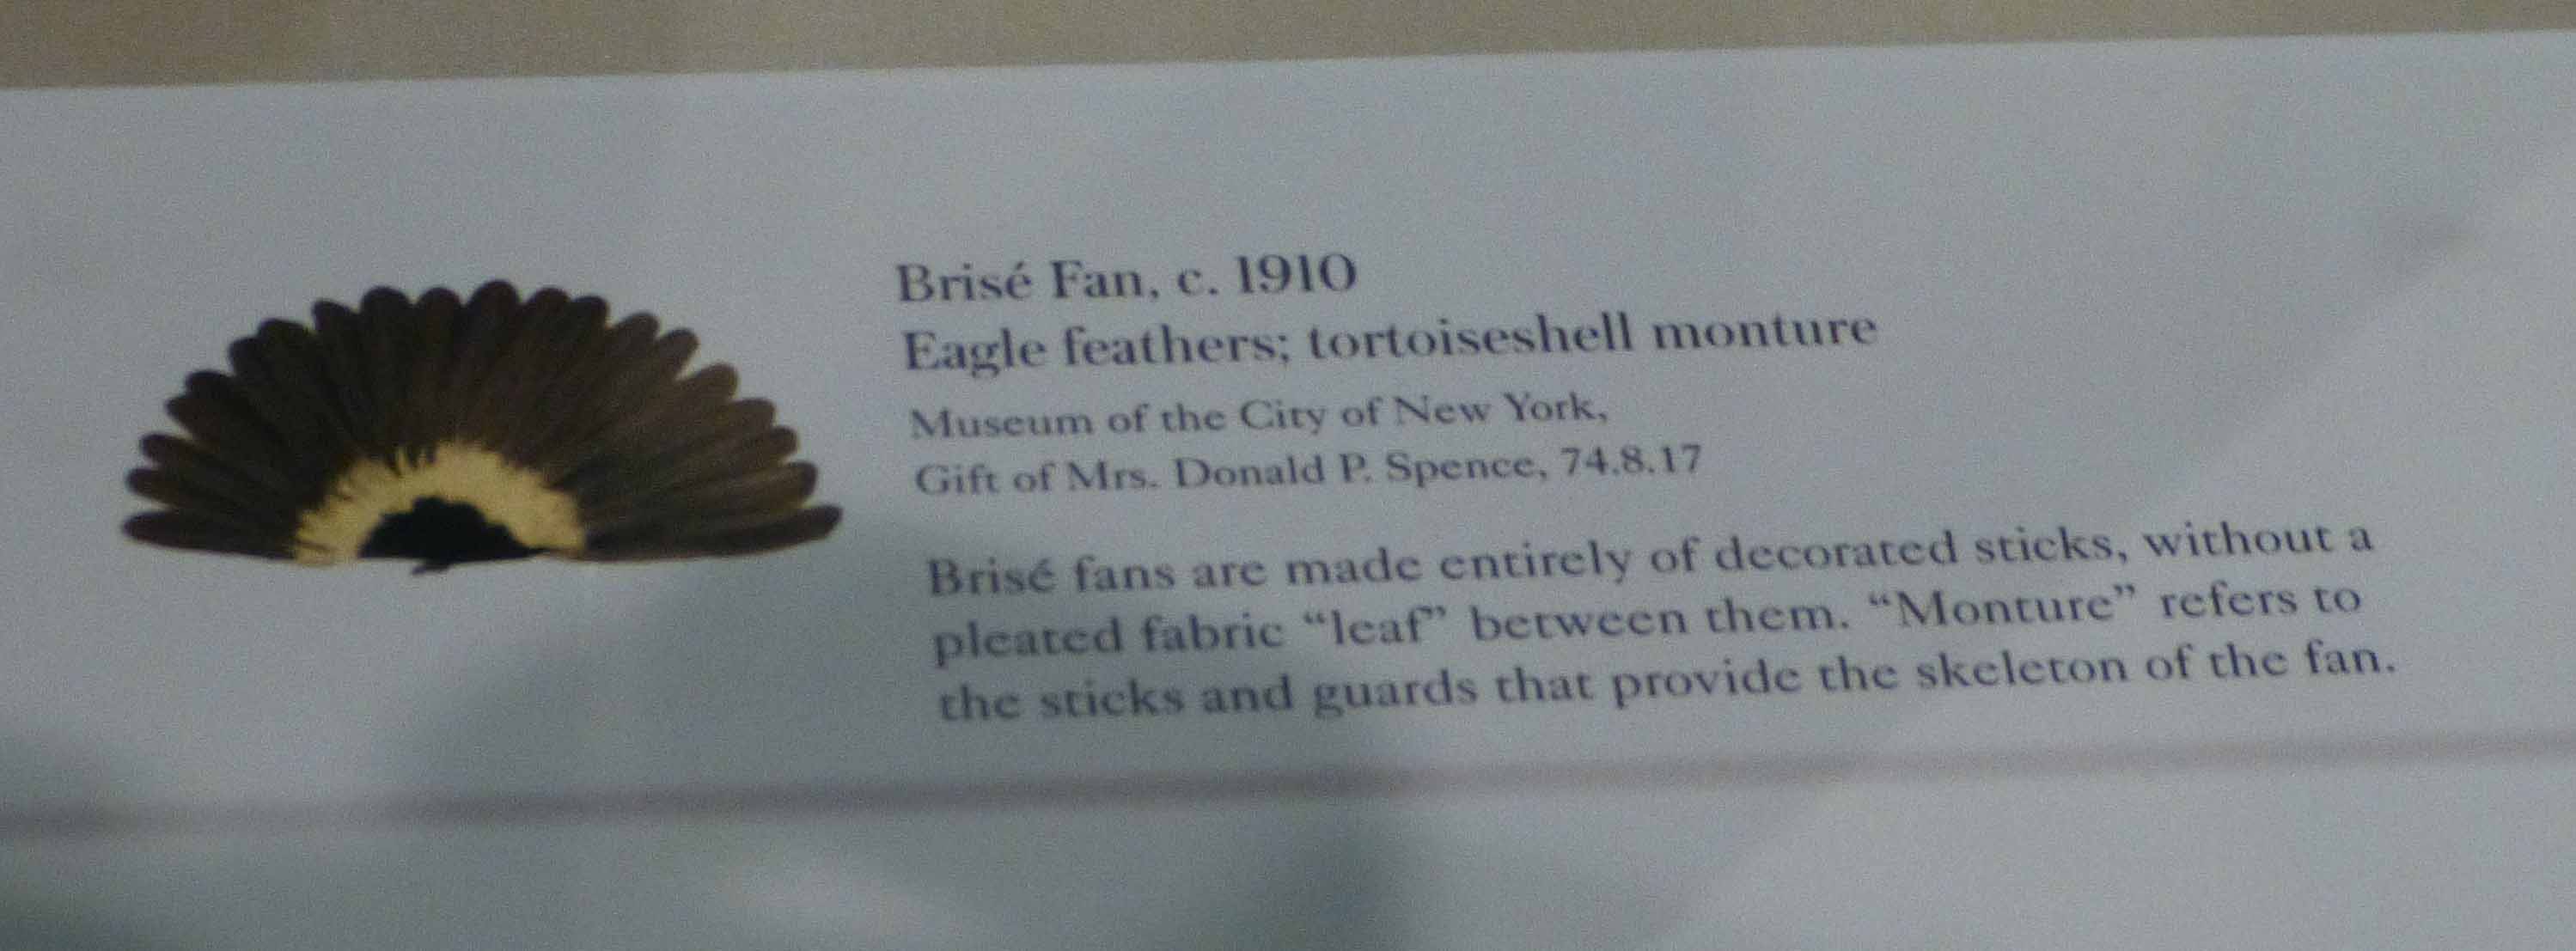 Brisé Fan, c. 1910
Eagle feathers; tortoiseshell monture
Museum of the City of New York,
Gift of Mrs. Donald P. Spence, 74.8.17
Brisé fans are made entirely of decorated sticks, without a
pleated fabric “leaf” between them. “Monture” refers to
the sticks and guards that provide the skeleton of the fan.